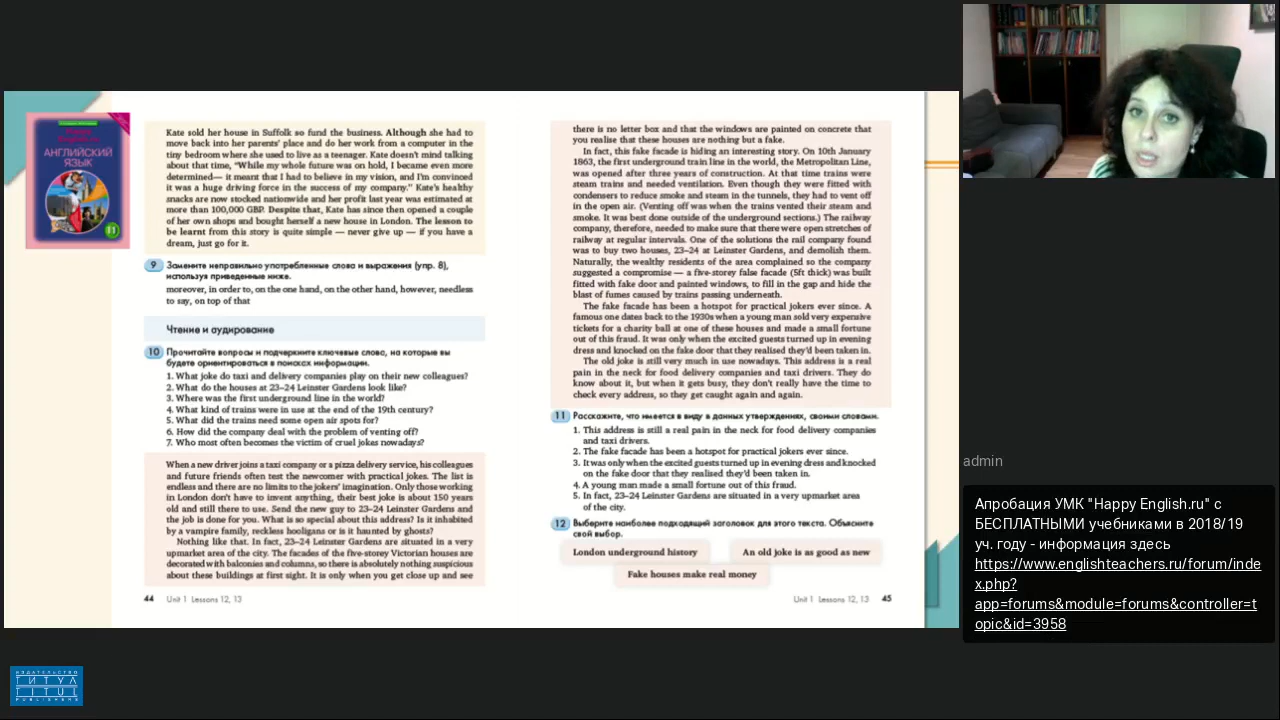 АНГЛИЙСКИЙ
ЯЗЫК
11
Kate sold her house in Suffolk so fund the business. Although she had to
move back into her parents' place and do her work from a computer in the
tiny bedroom where she used to live as a teenager. Kate doesn't mind talking
about that time, "While my whole future was on hold, I became even more
determined— it meant that I had to believe in my vision, and I'm convinced
it was a huge driving force in the success of my company." Kate's healthy
snacks are now stocked nationwide and her profit last year was estimated at
more than 100,000 GBP. Despite that, Kate has since then opened a couple
of her own shops and bought herself a new house in London. The lesson to
be learnt from this story is quite simple — never give up — if you have a
dream, just go for it.
9 Замените неправильно употребленные слова и выражения (упр. 8),
используя приведенные ниже.
moreover, in order to, on the one hand, on the other hand, however, needless
to say, on top of that
Чтение и аудирование
10 Прочитайте вопросы и подчеркните ключевые слова, на которые вы
будете ориентироваться в поисках информации.
1. What joke do taxi and delivery companies play on their new colleagues?
2. What do the houses at 23–24 Leinster Gardens look like?
3. Where was the first underground line in the world?
4. What kind of trains were in use at the end of the 19th century?
5. What did the trains need some open air spots for?
6. How did the company deal with the problem of venting off?
7. Who most often becomes the victim of cruel jokes nowadays?
When a new driver joins a taxi company or a pizza delivery service, his colleagues
and future friends often test the newcomer with practical jokes. The list is
endless and there are no limits to the jokers' imagination. Only those working
in London don't have to invent anything, their best joke is about 150 years
old and still there to use. Send the new guy to 23–24 Leinster Gardens and
the job is done for you. What is so special about this address? Is it inhabited
by a vampire family, reckless hooligans or is it haunted by ghosts?
Nothing like that. In fact, 23–24 Leinster Gardens are situated in a very
upmarket area of the city. The facades of the five-storey Victorian houses are
decorated with balconies and columns, so there is absolutely nothing suspicious
about these buildings at first sight. It is only when you get close up and see
44 Unit 1 Lessons 12, 13
there is no letter box and that the windows are painted on concrete that
you realise that these houses are nothing but a fake.
In fact, this fake facade is hiding an interesting story. On 10th January
1863, the first underground train line in the world, the Metropolitan Line,
was opened after three years of construction. At that time trains were
steam trains and needed ventilation. Even though they were fitted with
condensers to reduce smoke and steam in the tunnels, they had to vent off
in the open air. (Venting off was when the trains vented their steam and
smoke. It was best done outside of the underground sections.) The railway
company, therefore, needed to make sure that there were open stretches of
railway at regular intervals. One of the solutions the rail company found
was to buy two houses, 23–24 at Leinster Gardens, and demolish them.
Naturally, the wealthy residents of the area complained so the company
suggested a compromise — a five-storey false facade (5ft thick) was built
fitted with fake door and painted windows, to fill in the gap and hide the
blast of fumes caused by trains passing underneath.
The fake facade has been a hotspot for practical jokers ever since. A
famous one dates back to the 1930s when a young man sold very expensive
tickets for a charity ball at one of these houses and made a small fortune
out of this fraud. It was only when the excited guests turned up in evening
dress and knocked on the fake door that they realised they'd been taken in.
The old joke is still very much in use nowadays. This address is a real
pain in the neck for food delivery companies and taxi drivers. They do
know about it, but when it gets busy, they don't really have the time to
check every address, so they get caught again and again.
11 Расскажите, что имеется в виду в данных утверждениях, своими словами.
1. This address is still a real pain in the neck for food delivery companies
and taxi drivers.
2. The fake facade has been a hotspot for practical jokers ever since.
3. It was only when the excited guests turned up in evening dress and knocked
on the fake door that they realised they'd been taken in.
4. A young man made a small fortune out of this fraud.
5. In fact, 23–24 Leinster Gardens are situated in a very upmarket area
of the city.
12 Выберите наиболее подходящий заголовок для этого текста. Объясните
свой выбор.
London underground history
An old joke is as good as new
Fake houses make real money
Unit 1 Lessons 12, 13 45
admin
Апробация УМК "Happy English.ru" с
БЕСПЛАТНЫМИ учебниками в 2018/19
уч. году - информация здесь
https://www.englishteachers.ru/forum/inde
x.php?
app=forums&module=forums&controller=t
opic&id=3958
ИЗДАТЕЛЬСТВО
ТИТУЛ
TITUL
PUBLISHERS